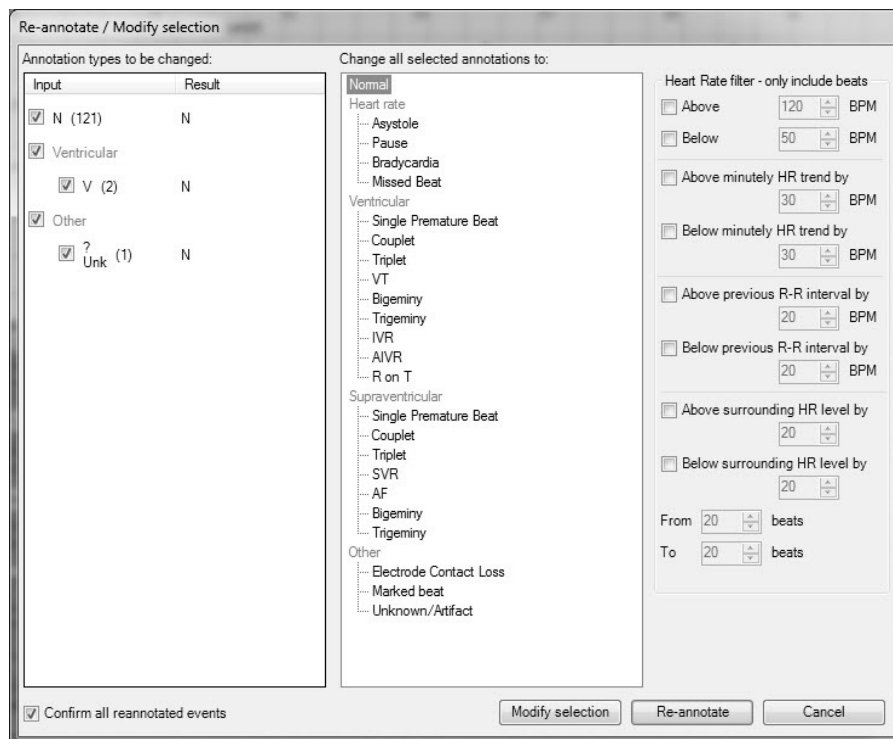 Re-annotate / Modify selection
Annotation types to be changed:
Input Result
N (121) N
Ventricular
V (2) N
Other
?
Unk (1) N
Change all selected annotations to:
Normal
Heart rate
Asystole
Pause
Bradycardia
Missed Beat
Ventricular
Single Premature Beat
Couplet
Triplet
VT
Bigeminy
Trigeminy
IVR
AIVR
R on T
Supraventricular
Single Premature Beat
Couplet
Triplet
SVR
AF
Bigeminy
Trigeminy
Other
Electrode Contact Loss
Marked beat
Unknown/Artifact
Heart Rate filter - only include beats
Above 120 BPM
Below 50 BPM
Above minutely HR trend by
30 BPM
Below minutely HR trend by
30 BPM
Above previous R-R interval by
20 BPM
Below previous R-R interval by
20 BPM
Above surrounding HR level by
20
Below surrounding HR level by
20
From 20 beats
To 20 beats
Confirm all reannotated events
Modify selection Re-annotate Cancel